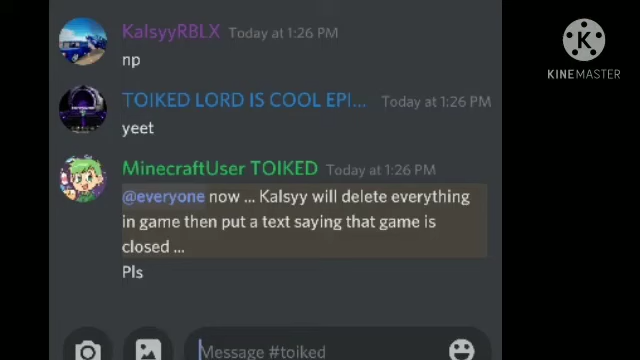 KalsyyRBLX Today at 1:26 PM
np
KINEMASTER
TOIKED LORD IS COOL EPI... Today at 1:26 PM
yeet
MinecraftUser TOIKED Today at 1:26 PM
@everyone now ... Kalsyy will delete everything
in game then put a text saying that game is
closed ...
Pls
Message #toiked